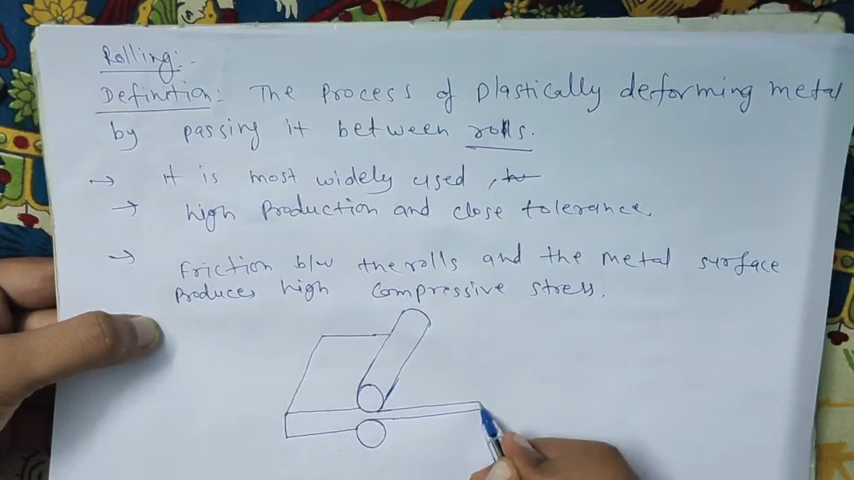 Rolling:-
Definition: The Process of plastically deforming metal
by passing it between rolls.
→ It is most widely used,
→ high Production and close tolerance.
→ Friction b/w the rolls and the metal surface
Produces high compressive stress.